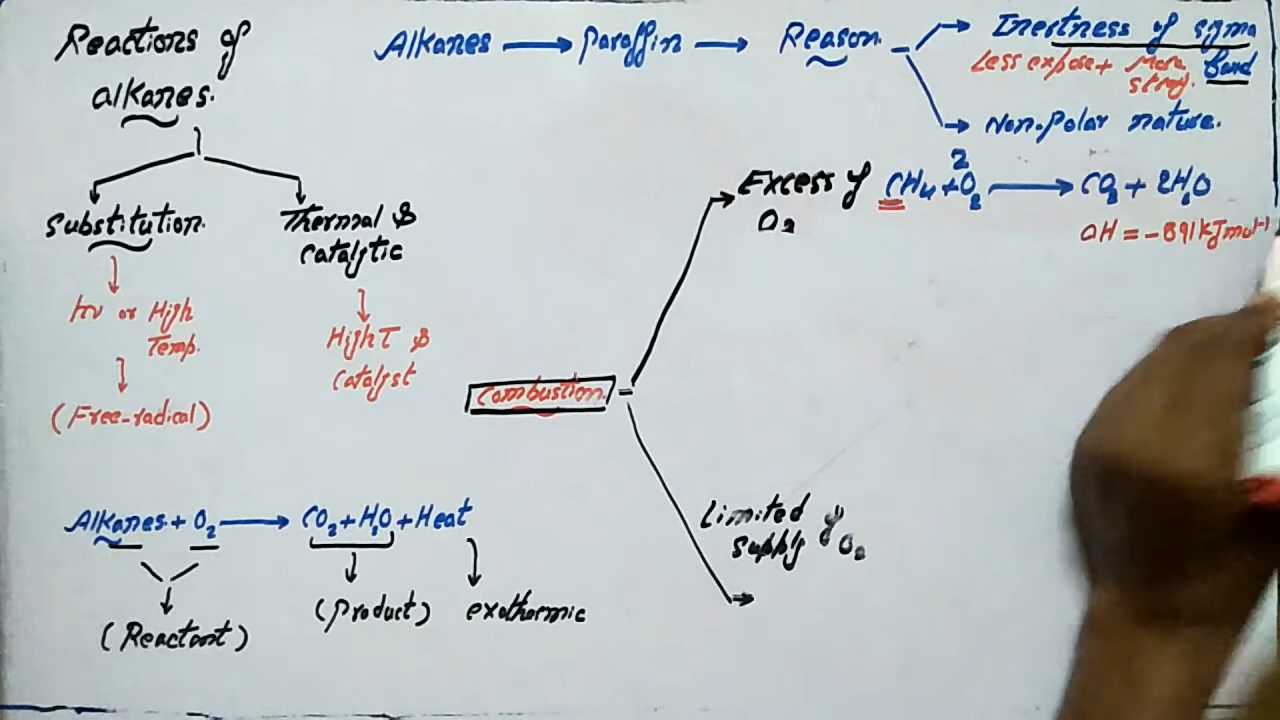 Reactions of
alkanes.
Alkanes → Paraffin → Reason
→ Inertness of sigma
Less expose + More
strong. Bond
→ Non-Polar nature.
Substitution.
hν or High
Temp.
(Free-radical)
Thermal &
Catalytic
High T &
Catalyst
Combustion
Excess of
O2
CH4 + 2O2 → CO2 + 2H2O
ΔH = -891 kJ mol-1
Limited
Supply of O2
Alkanes + O2 → CO2 + H2O + Heat
(Reactant)
(Product)
exothermic